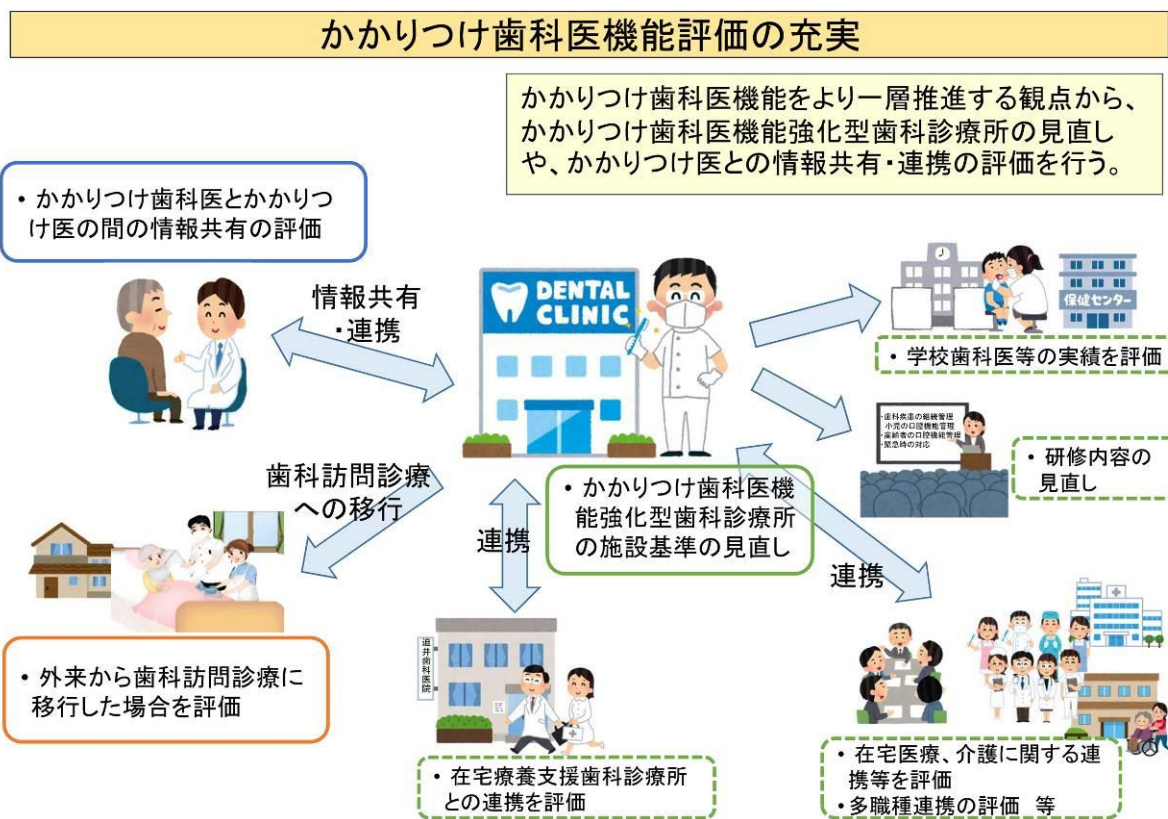 かかりつけ歯科医機能評価の充実
かかりつけ歯科医機能をより一層推進する観点から、
かかりつけ歯科医機能強化型歯科診療所の見直し
や、かかりつけ医との情報共有・連携の評価を行う。
・かかりつけ歯科医とかかりつ
け医の間の情報共有の評価
情報共有
・連携
DENTAL
CLINIC
保健センター
・学校歯科医等の実績を評価
・歯科疾患の継続管理
小児の口腔機能管理
・高齢者の口腔機能管理
・緊急時の対応
・研修内容の
見直し
歯科訪問診療
への移行
連携
・かかりつけ歯科医機
能強化型歯科診療所
の施設基準の見直し
連携
・外来から歯科訪問診療に
移行した場合を評価
道井歯科医院
・在宅療養支援歯科診療所
との連携を評価
・在宅医療、介護に関する連
携等を評価
・多職種連携の評価 等